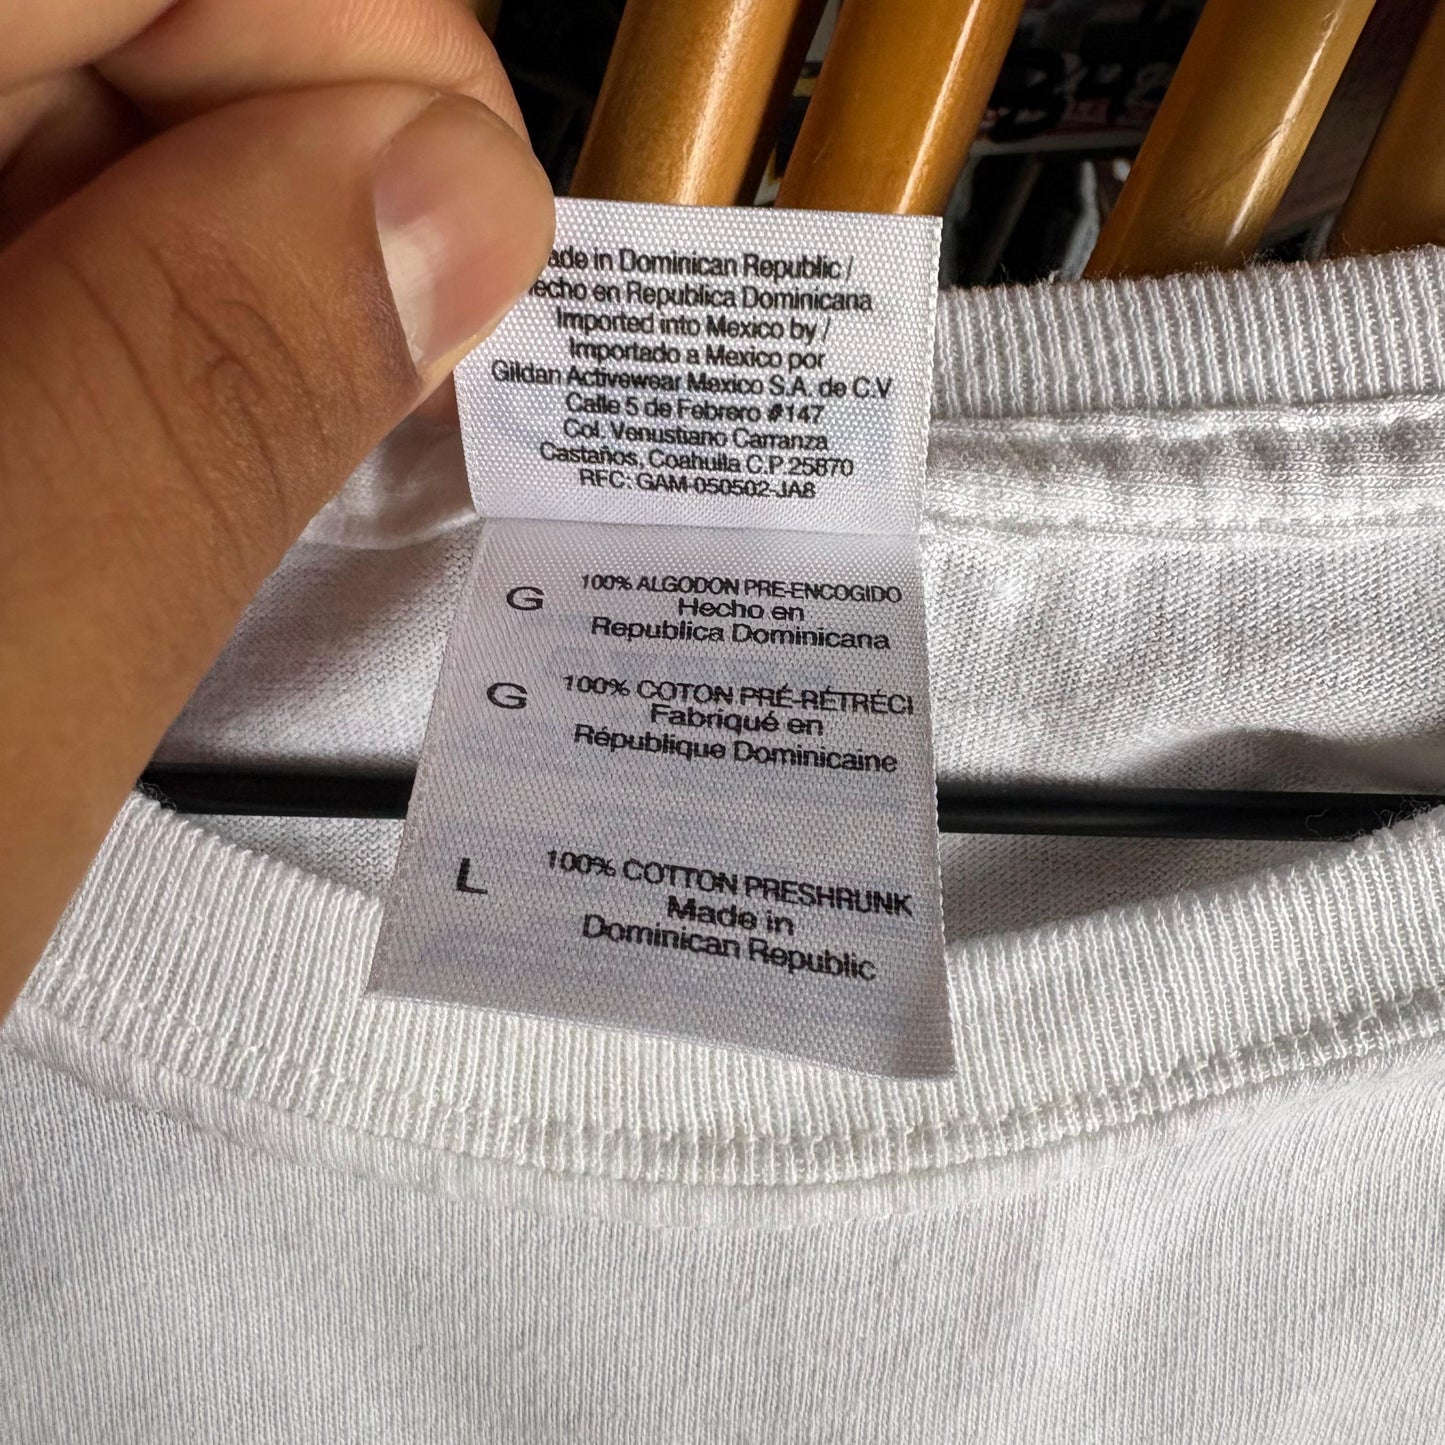 ade in Dominican Republic /
echo en Republica Dominicana
Imported into Mexico by /
Importado a Mexico por
Gildan Activewear Mexico S.A. de C.V
Calle 5 de Febrero #147
Col. Venustiano Carranza
Castaños, Coahuila C.P.25870
RFC: GAM-050502-JA8
G 100% ALGODON PRE-ENCOGIDO
Hecho en
Republica Dominicana
G 100% COTON PRÉ-RÉTRÉCI
Fabriqué en
République Dominicaine
L 100% COTTON PRESHRUNK
Made in
Dominican Republic